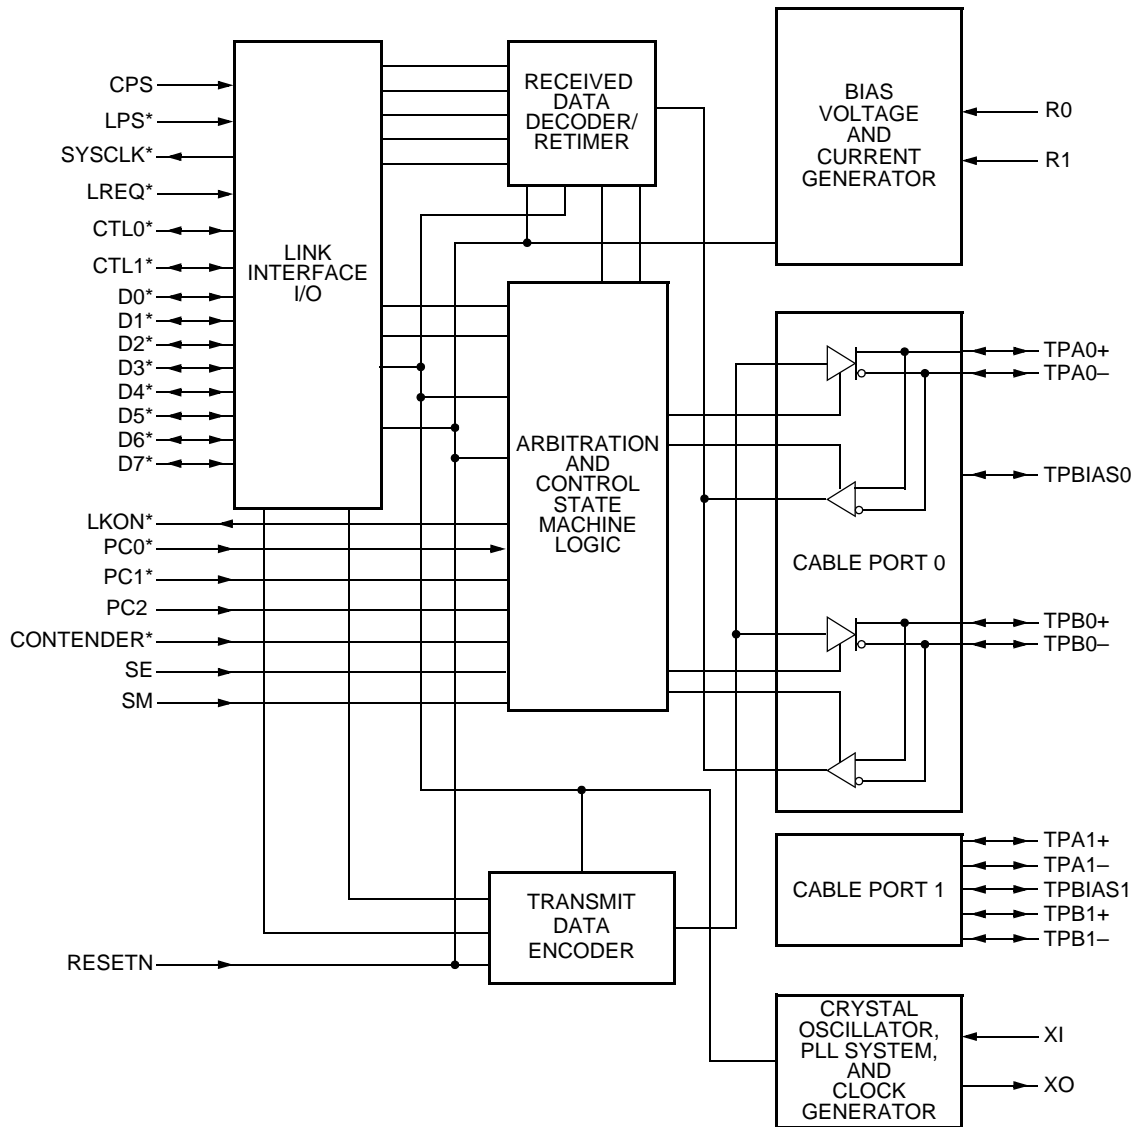 CPS
LPS*
SYSCLK*
LREQ*
CTL0*
CTL1*
D0*
D1*
D2*
D3*
D4*
D5*
D6*
D7*
LKON*
PC0*
PC1*
PC2
CONTENDER*
SE
SM
RESETN
LINK
INTERFACE
I/O
RECEIVED
DATA
DECODER/
RETIMER
ARBITRATION
AND
CONTROL
STATE
MACHINE
LOGIC
TRANSMIT
DATA
ENCODER
BIAS
VOLTAGE
AND
CURRENT
GENERATOR
R0
R1
CABLE PORT 0
TPA0+
TPA0–
TPBIAS0
TPB0+
TPB0–
CABLE PORT 1
TPA1+
TPA1–
TPBIAS1
TPB1+
TPB1–
CRYSTAL
OSCILLATOR,
PLL SYSTEM,
AND
CLOCK
GENERATOR
XI
XO